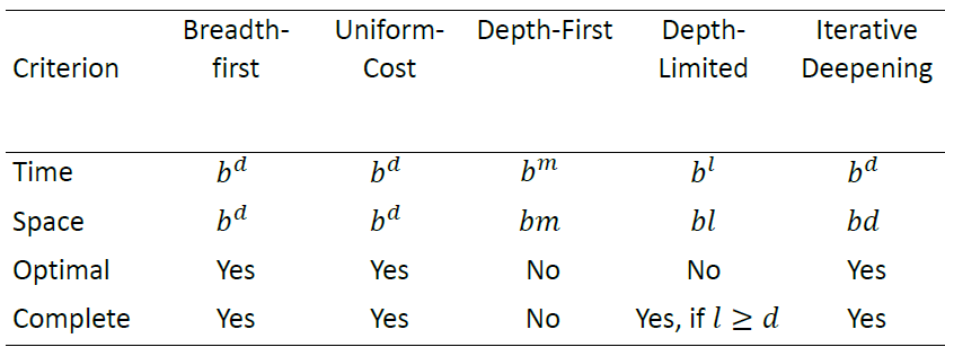 Breadth- Uniform- Depth-First Depth- Iterative
Criterion first Cost Limited Deepening
Time b^d b^d b^m b^l b^d
Space b^d b^d bm bl bd
Optimal Yes Yes No No Yes
Complete Yes Yes No Yes, if l ≥ d Yes